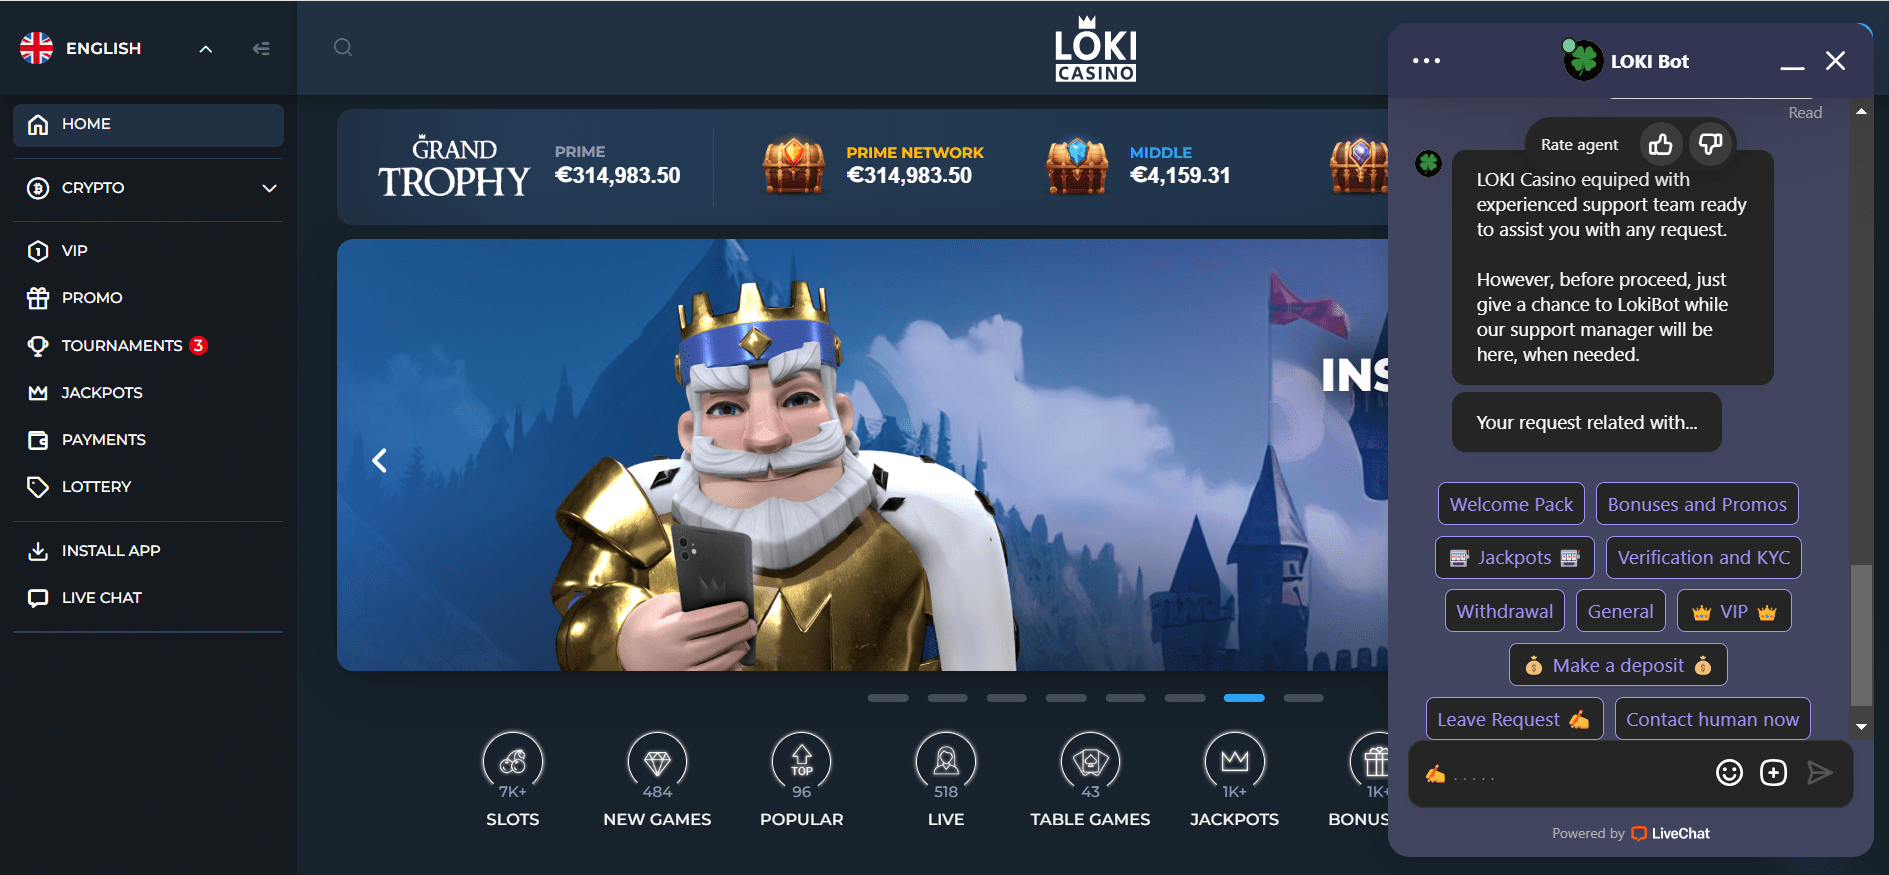 ENGLISH
HOME
CRYPTO
VIP
PROMO
TOURNAMENTS 3
JACKPOTS
PAYMENTS
LOTTERY
INSTALL APP
LIVE CHAT
LOKI
CASINO
GRAND
TROPHY
PRIME
€314,983.50
PRIME NETWORK
€314,983.50
MIDDLE
€4,159.31
INS
7K+
SLOTS
484
NEW GAMES
TOP
96
POPULAR
518
LIVE
43
TABLE GAMES
1K+
JACKPOTS
1K+
BONUS
LOKI Bot
Read
Rate agent
LOKI Casino equiped with
experienced support team ready
to assist you with any request.
However, before proceed, just
give a chance to LokiBot while
our support manager will be
here, when needed.
Your request related with...
Welcome Pack
Bonuses and Promos
🎰 Jackpots 🎰
Verification and KYC
Withdrawal
General
👑 VIP 👑
💰 Make a deposit 💰
Leave Request ✍️
Contact human now
✍️ . . . . .
Powered by LiveChat